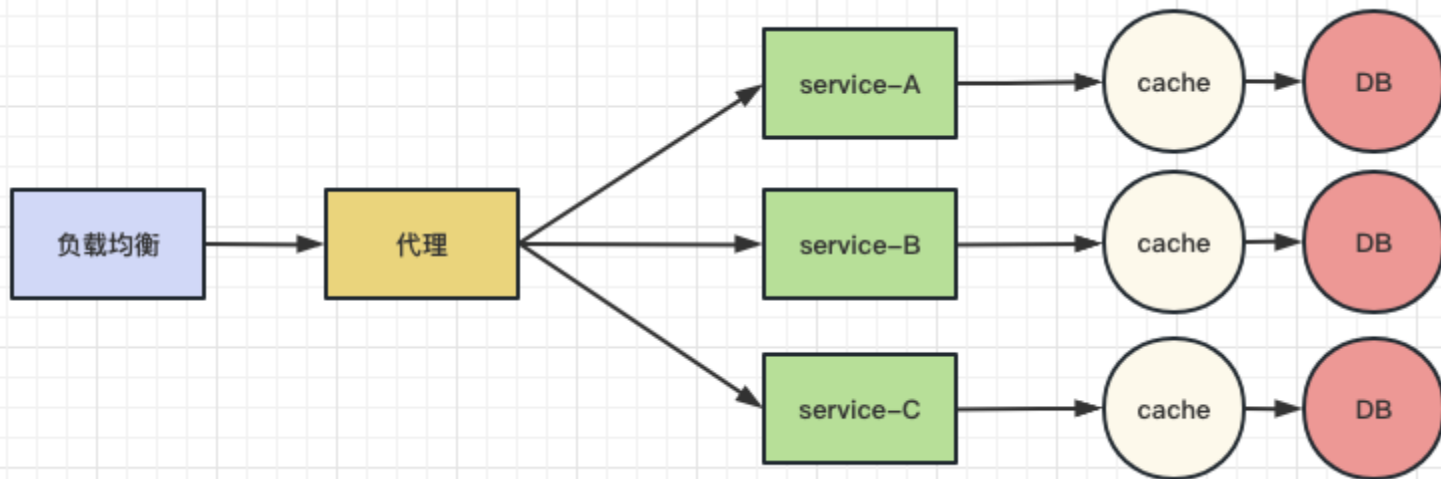 负载均衡
代理
service–A
cache
DB
service–B
cache
DB
service–C
cache
DB